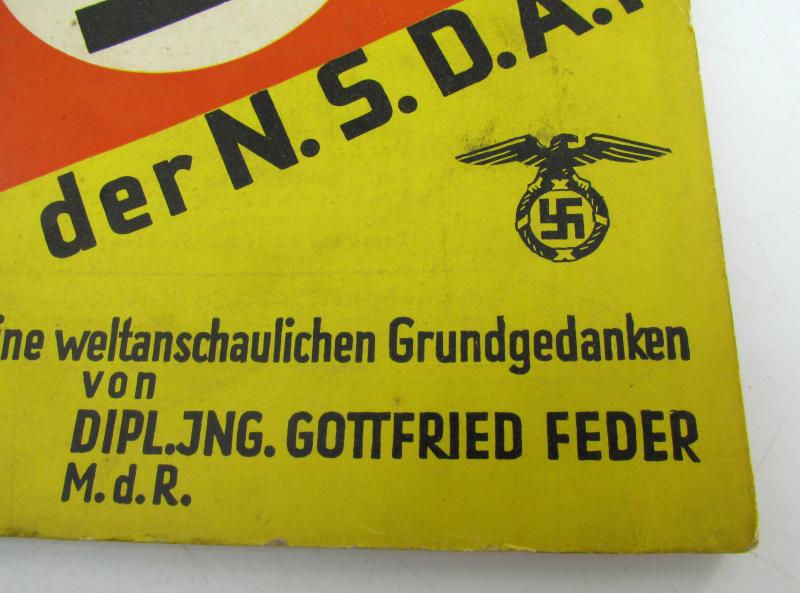 der N.S.D.A.
weltanschaulichen Grundgedanken
von
DIPL.JNG. GOTTFRIED FEDER
M.d.R.